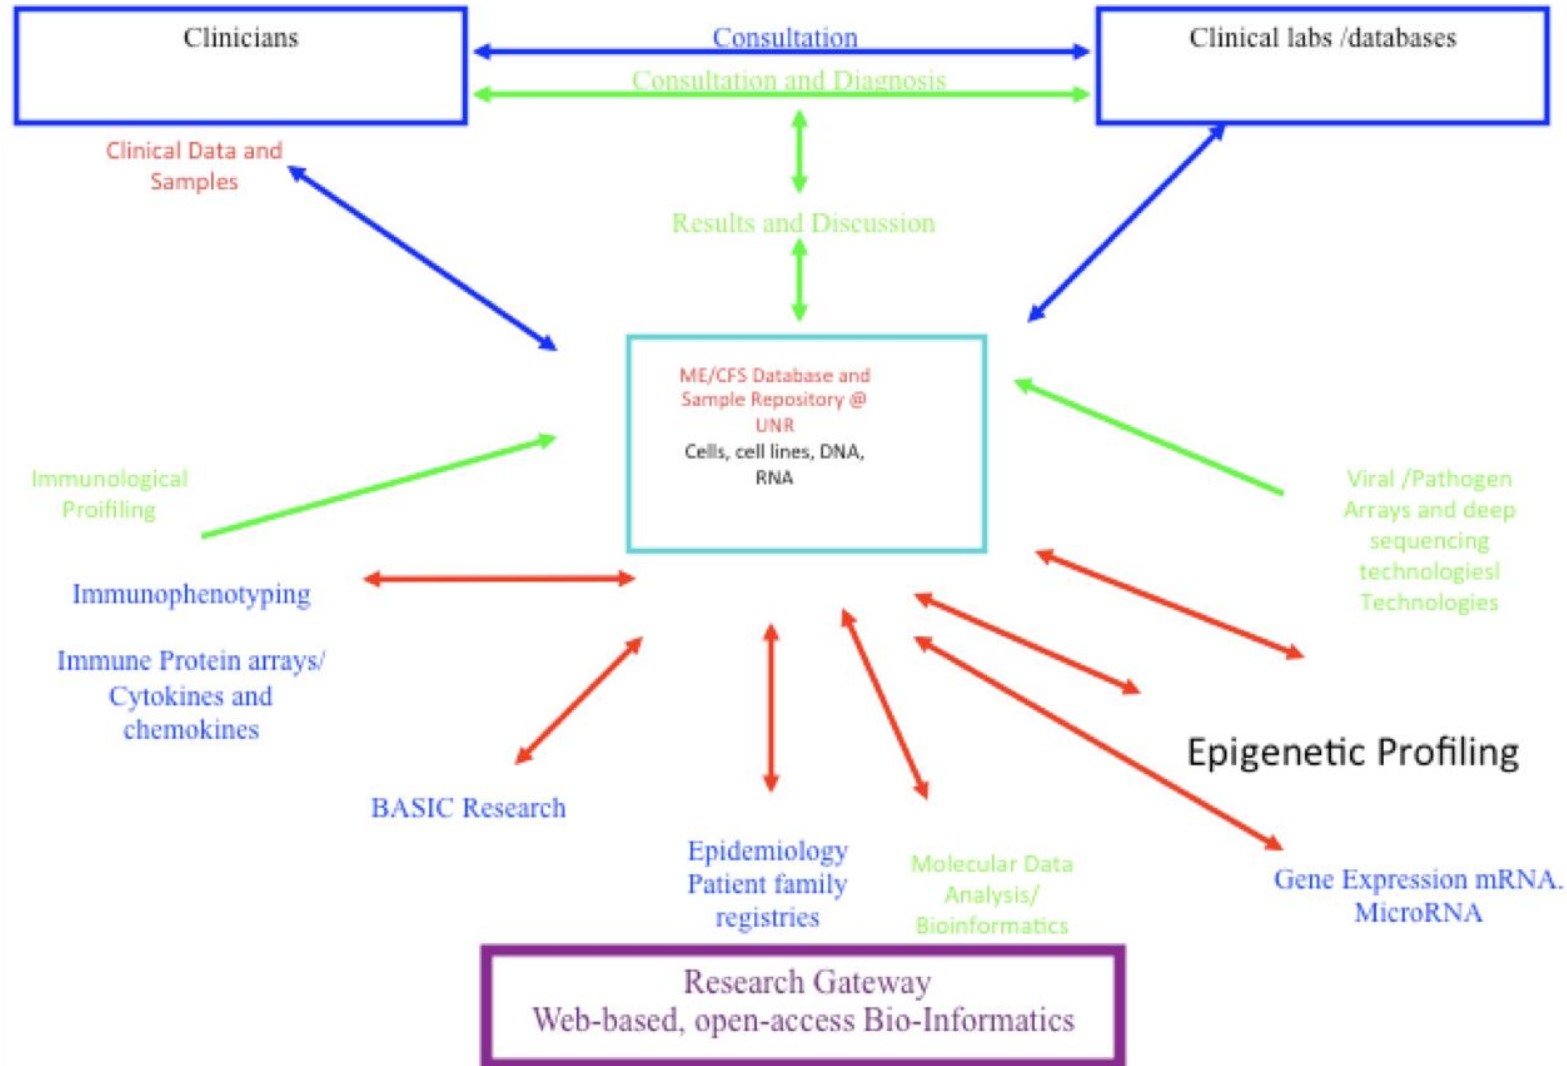 Clinicians
Consultation
Clinical labs /databases
Consultation and Diagnosis
Clinical Data and
Samples
Results and Discussion
ME/CFS Database and
Sample Repository @
UNR
Cells, cell lines, DNA,
RNA
Immunological
Proifiling
Viral /Pathogen
Arrays and deep
sequencing
technologiesl
Technologies
Immunophenotyping
Immune Protein arrays/
Cytokines and
chemokines
Epigenetic Profiling
BASIC Research
Epidemiology
Patient family
registries
Molecular Data
Analysis/
Bioinformatics
Gene Expression mRNA.
MicroRNA
Research Gateway
Web-based, open-access Bio-Informatics